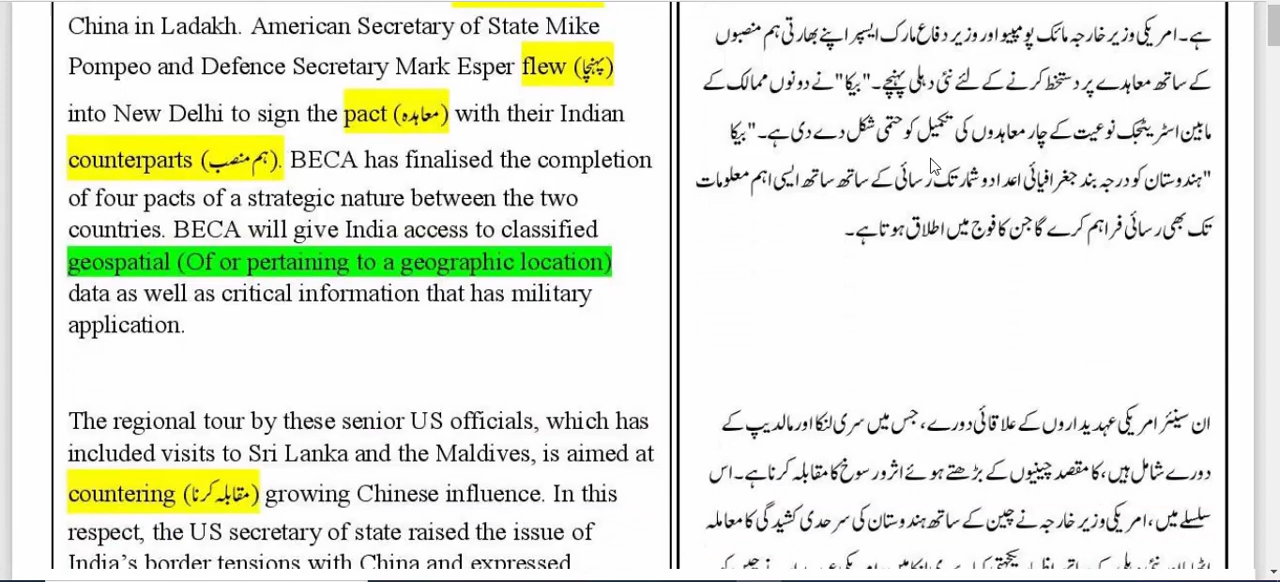 China in Ladakh. American Secretary of State Mike
Pompeo and Defence Secretary Mark Esper flew (پہنچا)
into New Delhi to sign the pact (معاہدہ) with their Indian
counterparts (ہم منصب). BECA has finalised the completion
of four pacts of a strategic nature between the two
countries. BECA will give India access to classified
geospatial (Of or pertaining to a geographic location)
data as well as critical information that has military
application.
The regional tour by these senior US officials, which has
included visits to Sri Lanka and the Maldives, is aimed at
countering (مقابلہ کرنا) growing Chinese influence. In this
respect, the US secretary of state raised the issue of
India’s border tensions with China and expressed
ہے۔ امریکی وزیر خارجہ مائک پومپیو اور وزیر دفاع مارک ایسپر اپنے بھارتی ہم منصبوں
کے ساتھ معاہدے پر دستخط کرنے کے لئے نئی دہلی پہنچے۔ "بیکا" نے دونوں ممالک کے
مابین اسٹریٹجک نوعیت کے چار معاہدوں کی تکمیل کو حتمی شکل دے دی ہے۔ "بیکا
"ہندوستان کو درجہ بند جغرافیائی اعداد و شمار تک رسائی کے ساتھ ساتھ ایسی اہم معلومات
تک بھی رسائی فراہم کرے گا جن کا فوج میں اطلاق ہوتا ہے۔
ان سینئر امریکی عہدیداروں کے علاقائی دورے، جس میں سری لنکا اور مالدیپ کے
دورے شامل ہیں، کا مقصد چینیوں کے بڑھتے ہوئے اثر و رسوخ کا مقابلہ کرنا ہے۔ اس
سلسلے میں، امریکی وزیر خارجہ نے چین کے ساتھ ہندوستان کی سرحدی کشیدگی کا معاملہ